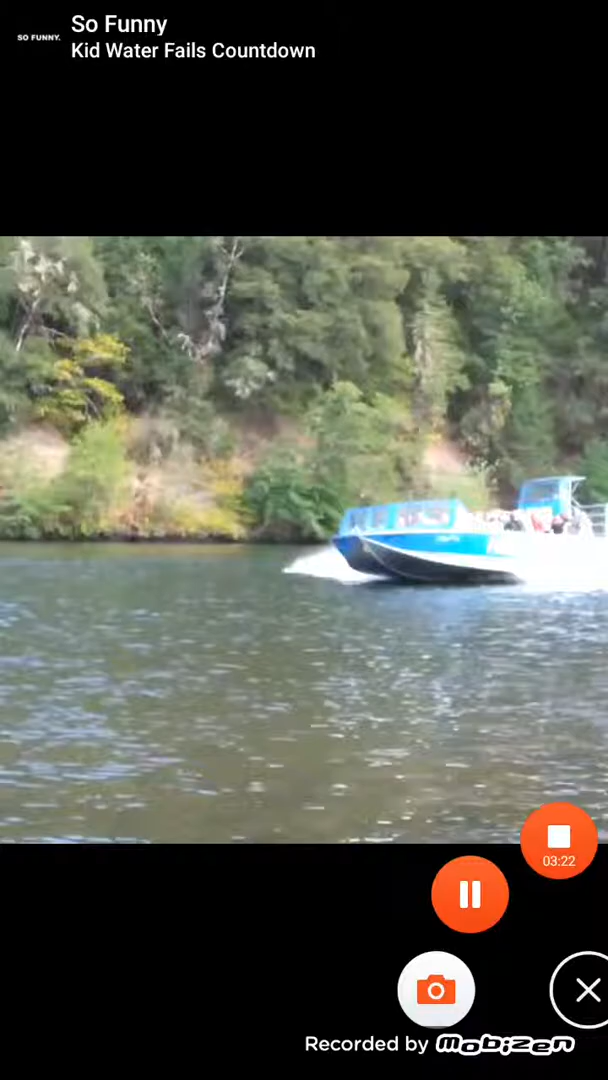 SO FUNNY.
So Funny
Kid Water Fails Countdown
03:22
Recorded by mobizen